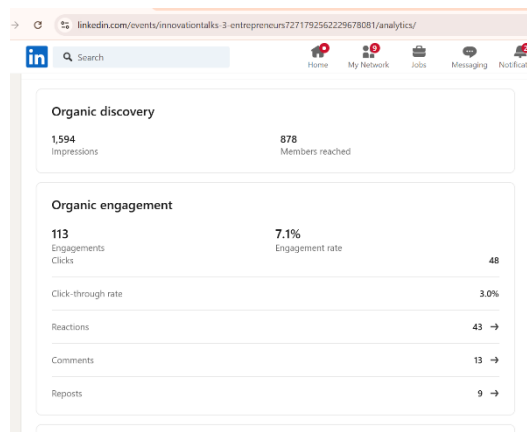 linkedin.com/events/innovationtalks-3-entrepreneurs7271792562229678081/analytics/
in
Search
9
Home
My Network
Jobs
Messaging
Organic discovery
1,594
878
Impressions
Members reached
Organic engagement
113
7.1%
Engagements
Engagement rate
Clicks
48
Click-through rate
3.0%
Reactions
43 →
Comments
13 →
Reposts
9 →